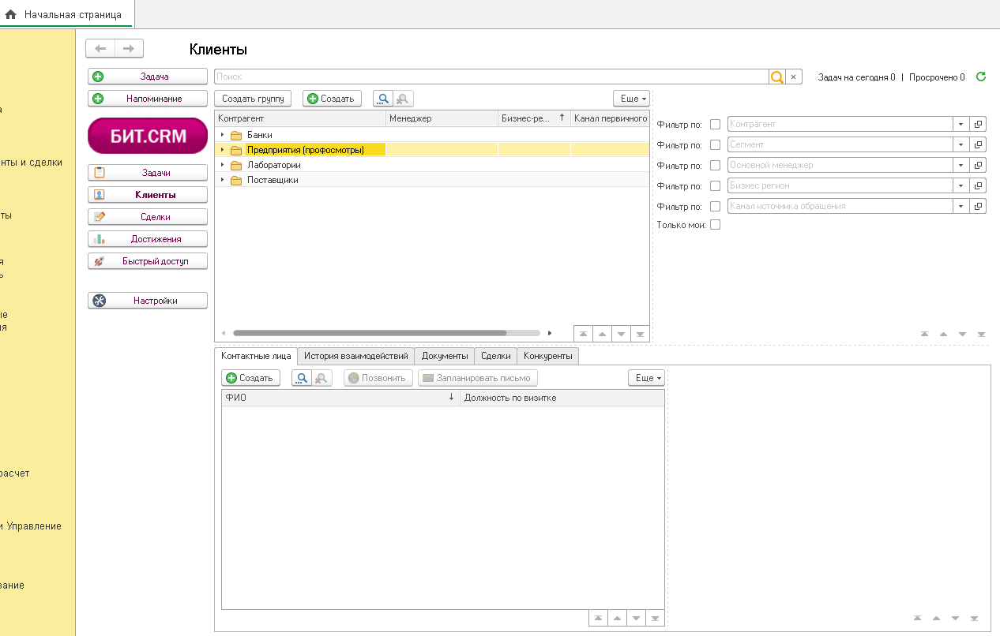 Начальная страница
Клиенты
Задача
Поиск
Задач на сегодня 0 | Просрочено 0
Напоминание
Создать группу
Создать
Еще
БИТ.CRM
Контрагент
Менеджер
Бизнес-ре...
Канал первичного
Банки
Предприятия (профосмотры)
Лаборатории
Поставщики
Фильтр по:
Контрагент
Фильтр по:
Сегмент
Фильтр по:
Основной менеджер
Фильтр по:
Бизнес регион
Фильтр по:
Канал источника обращения
Только мои:
Задачи
Клиенты
Сделки
Достижения
Быстрый доступ
Настройки
Контактные лица
История взаимодействий
Документы
Сделки
Конкуренты
Создать
Позвонить
Запланировать письмо
Еще
ФИО
Должность по визитке
а
нты и сделки
ты
я
ь
ые
ия
расчет
и Управление
вание